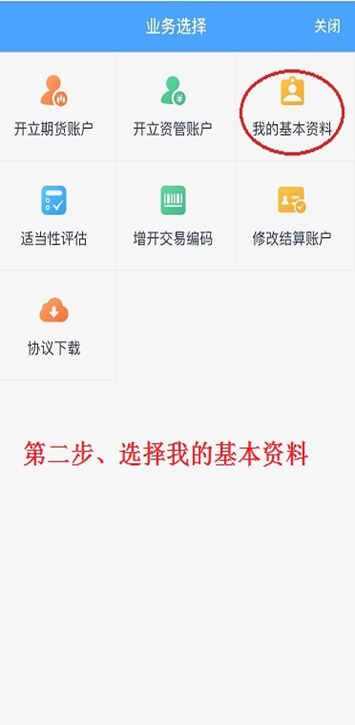 业务选择
关闭
开立期货账户
开立资管账户
我的基本资料
适当性评估
增开交易编码
修改结算账户
协议下载
第二步、选择我的基本资料